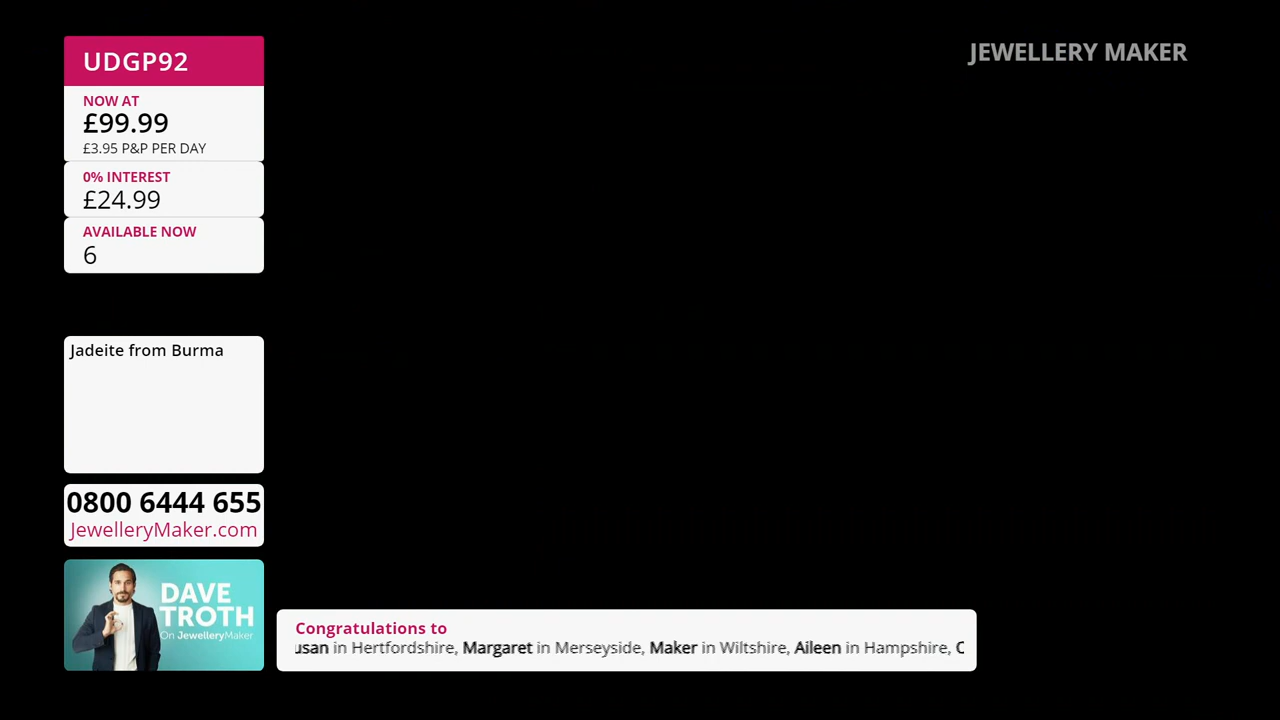 UDGP92
JEWELLERY MAKER
NOW AT
£99.99
£3.95 P&P PER DAY
0% INTEREST
£24.99
AVAILABLE NOW
6
Jadeite from Burma
0800 6444 655
JewelleryMaker.com
DAVE
TROTH
On JewelleryMaker
Congratulations to
in Hertfordshire, Margaret in Merseyside, Maker in Wiltshire, Aileen in Hampshire,